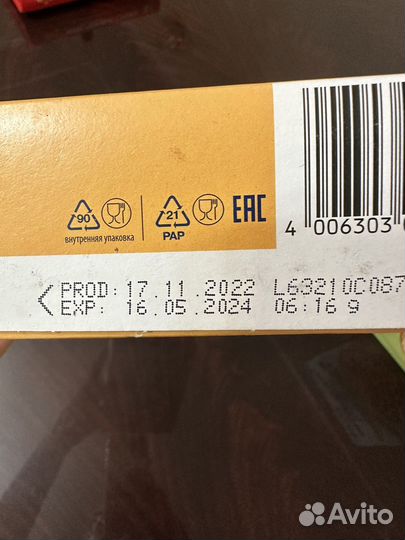 90
внутренняя упаковка
21
PAP
EAC
4 006303
PROD: 17.11.2022 L63210C087
EXP: 16.05.2024 06:16 9
Avito